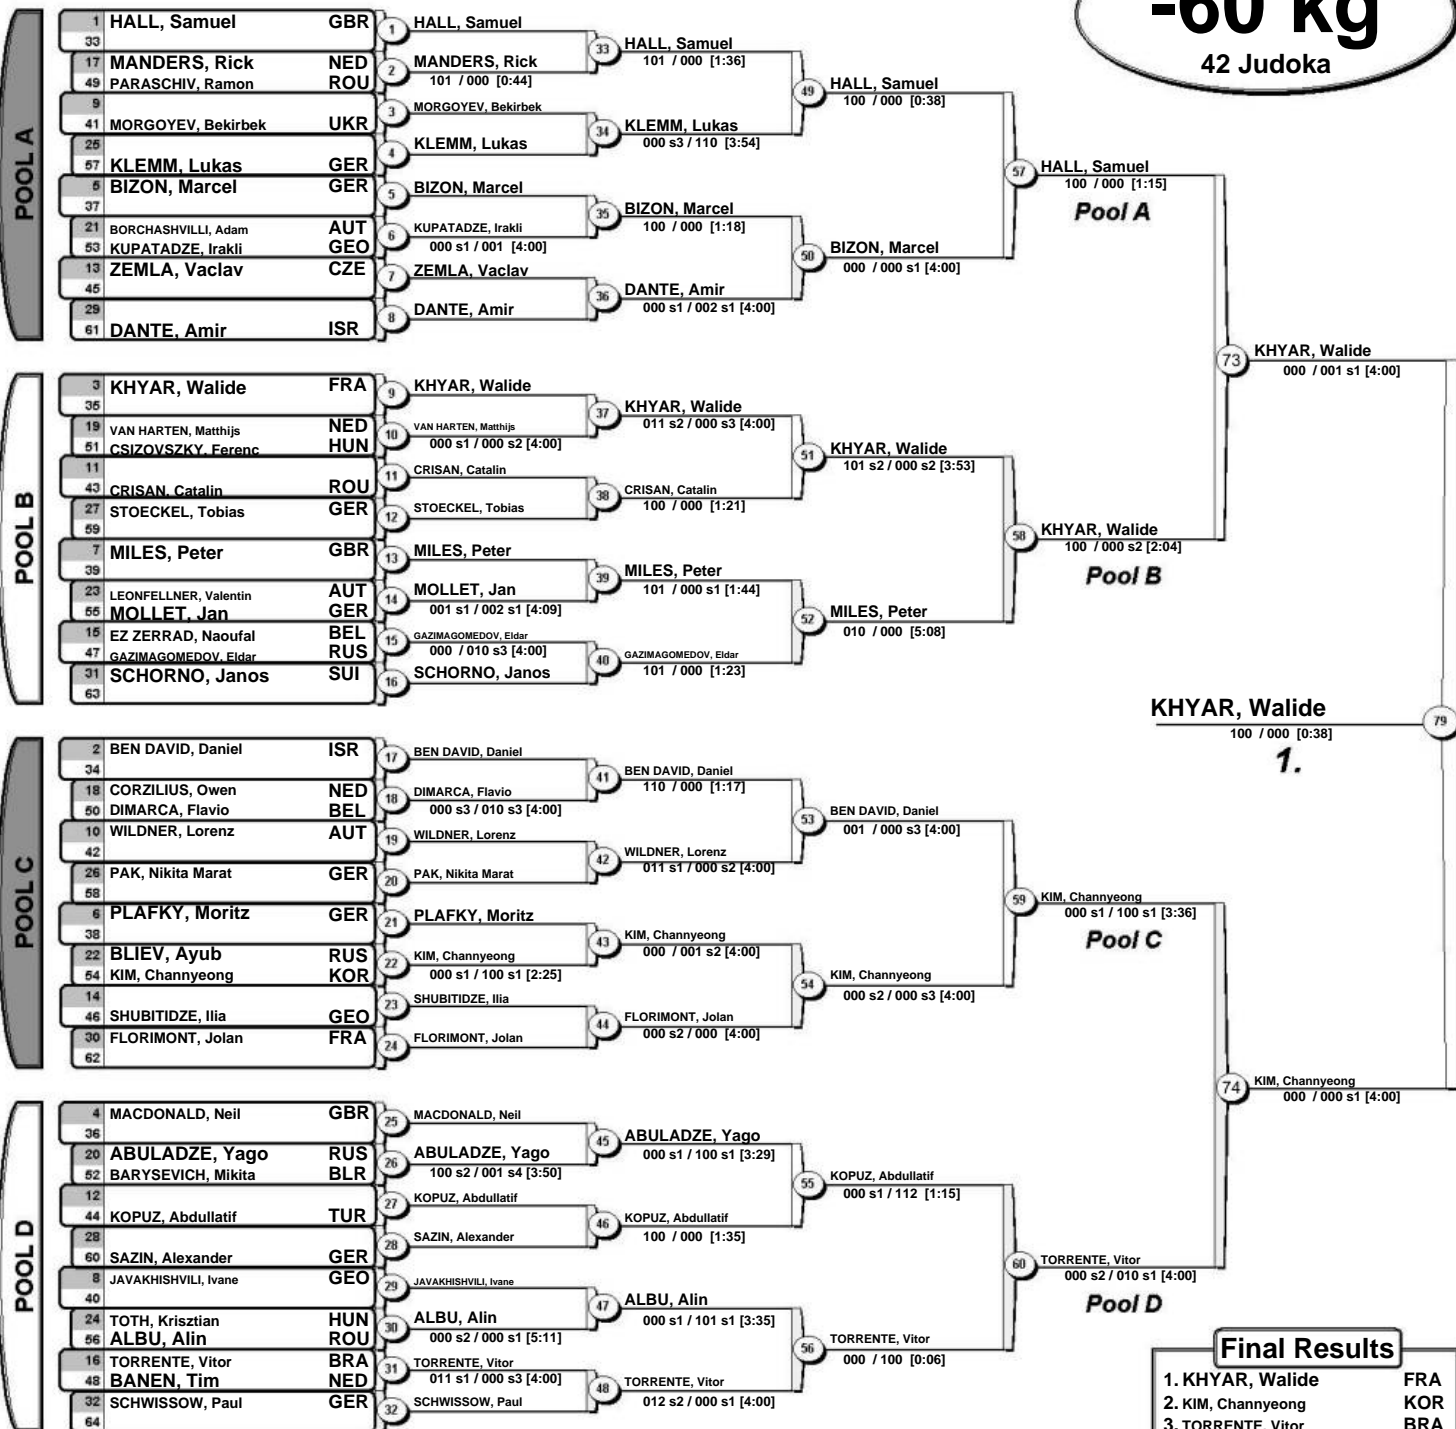 -60 kg
42 Judoka
POOL A
1 HALL, Samuel GBR
33
17 MANDERS, Rick NED
49 PARASCHIV, Ramon ROU
9
41 MORGOYEV, Bekirbek UKR
25
57 KLEMM, Lukas GER
5 BIZON, Marcel GER
37
21 BORCHASHVILLI, Adam AUT
53 KUPATADZE, Irakli GEO
13 ZEMLA, Vaclav CZE
45
29
61 DANTE, Amir ISR
1 HALL, Samuel
2 MANDERS, Rick
101 / 000 [0:44]
3 MORGOYEV, Bekirbek
4 KLEMM, Lukas
5 BIZON, Marcel
6 KUPATADZE, Irakli
000 s1 / 001 [4:00]
7 ZEMLA, Vaclav
8 DANTE, Amir
33 HALL, Samuel
101 / 000 [1:36]
34 KLEMM, Lukas
000 s3 / 110 [3:54]
35 BIZON, Marcel
100 / 000 [1:18]
36 DANTE, Amir
000 s1 / 002 s1 [4:00]
49 HALL, Samuel
100 / 000 [0:38]
50 BIZON, Marcel
000 / 000 s1 [4:00]
57 HALL, Samuel
100 / 000 [1:15]
Pool A
POOL B
3 KHYAR, Walide FRA
35
19 VAN HARTEN, Matthijs NED
51 CSIZOVSZKY, Ferenc HUN
11
43 CRISAN, Catalin ROU
27 STOECKEL, Tobias GER
59
7 MILES, Peter GBR
39
23 LEONFELLNER, Valentin AUT
55 MOLLET, Jan GER
15 EZ ZERRAD, Naoufal BEL
47 GAZIMAGOMEDOV, Eldar RUS
31 SCHORNO, Janos SUI
63
9 KHYAR, Walide
10 VAN HARTEN, Matthijs
000 s1 / 000 s2 [4:00]
11 CRISAN, Catalin
12 STOECKEL, Tobias
13 MILES, Peter
14 MOLLET, Jan
001 s1 / 002 s1 [4:09]
15 GAZIMAGOMEDOV, Eldar
000 / 010 s3 [4:00]
16 SCHORNO, Janos
37 KHYAR, Walide
011 s2 / 000 s3 [4:00]
38 CRISAN, Catalin
100 / 000 [1:21]
39 MILES, Peter
101 / 000 s1 [1:44]
40 GAZIMAGOMEDOV, Eldar
101 / 000 [1:23]
51 KHYAR, Walide
101 s2 / 000 s2 [3:53]
52 MILES, Peter
010 / 000 [5:08]
58 KHYAR, Walide
100 / 000 s2 [2:04]
Pool B
73 KHYAR, Walide
000 / 001 s1 [4:00]
KHYAR, Walide 79
100 / 000 [0:38]
1.
POOL C
2 BEN DAVID, Daniel ISR
34
18 CORZILIUS, Owen NED
50 DIMARCA, Flavio BEL
10 WILDNER, Lorenz AUT
42
26 PAK, Nikita Marat GER
58
6 PLAFKY, Moritz GER
38
22 BLIEV, Ayub RUS
54 KIM, Channyeong KOR
14
46 SHUBITIDZE, Ilia GEO
30 FLORIMONT, Jolan FRA
62
17 BEN DAVID, Daniel
18 DIMARCA, Flavio
000 s3 / 010 s3 [4:00]
19 WILDNER, Lorenz
20 PAK, Nikita Marat
21 PLAFKY, Moritz
22 KIM, Channyeong
000 s1 / 100 s1 [2:25]
23 SHUBITIDZE, Ilia
24 FLORIMONT, Jolan
41 BEN DAVID, Daniel
110 / 000 [1:17]
42 WILDNER, Lorenz
011 s1 / 000 s2 [4:00]
43 KIM, Channyeong
000 / 001 s2 [4:00]
44 FLORIMONT, Jolan
000 s2 / 000 [4:00]
53 BEN DAVID, Daniel
001 / 000 s3 [4:00]
54 KIM, Channyeong
000 s2 / 000 s3 [4:00]
59 KIM, Channyeong
000 s1 / 100 s1 [3:36]
Pool C
POOL D
4 MACDONALD, Neil GBR
36
20 ABULADZE, Yago RUS
52 BARYSEVICH, Mikita BLR
12
44 KOPUZ, Abdullatif TUR
28
60 SAZIN, Alexander GER
8 JAVAKHISHVILI, Ivane GEO
40
24 TOTH, Krisztian HUN
56 ALBU, Alin ROU
16 TORRENTE, Vitor BRA
48 BANEN, Tim NED
32 SCHWISSOW, Paul GER
64
25 MACDONALD, Neil
26 ABULADZE, Yago
100 s2 / 001 s4 [3:50]
27 KOPUZ, Abdullatif
28 SAZIN, Alexander
29 JAVAKHISHVILI, Ivane
30 ALBU, Alin
000 s2 / 000 s1 [5:11]
31 TORRENTE, Vitor
011 s1 / 000 s3 [4:00]
32 SCHWISSOW, Paul
45 ABULADZE, Yago
000 s1 / 100 s1 [3:29]
46 KOPUZ, Abdullatif
100 / 000 [1:35]
47 ALBU, Alin
000 s1 / 101 s1 [3:35]
48 TORRENTE, Vitor
012 s2 / 000 s1 [4:00]
55 KOPUZ, Abdullatif
000 s1 / 112 [1:15]
56 TORRENTE, Vitor
000 / 100 [0:06]
60 TORRENTE, Vitor
000 s2 / 010 s1 [4:00]
Pool D
74 KIM, Channyeong
000 / 000 s1 [4:00]
Final Results
1. KHYAR, Walide FRA
2. KIM, Channyeong KOR
3. TORRENTE, Vitor BRA